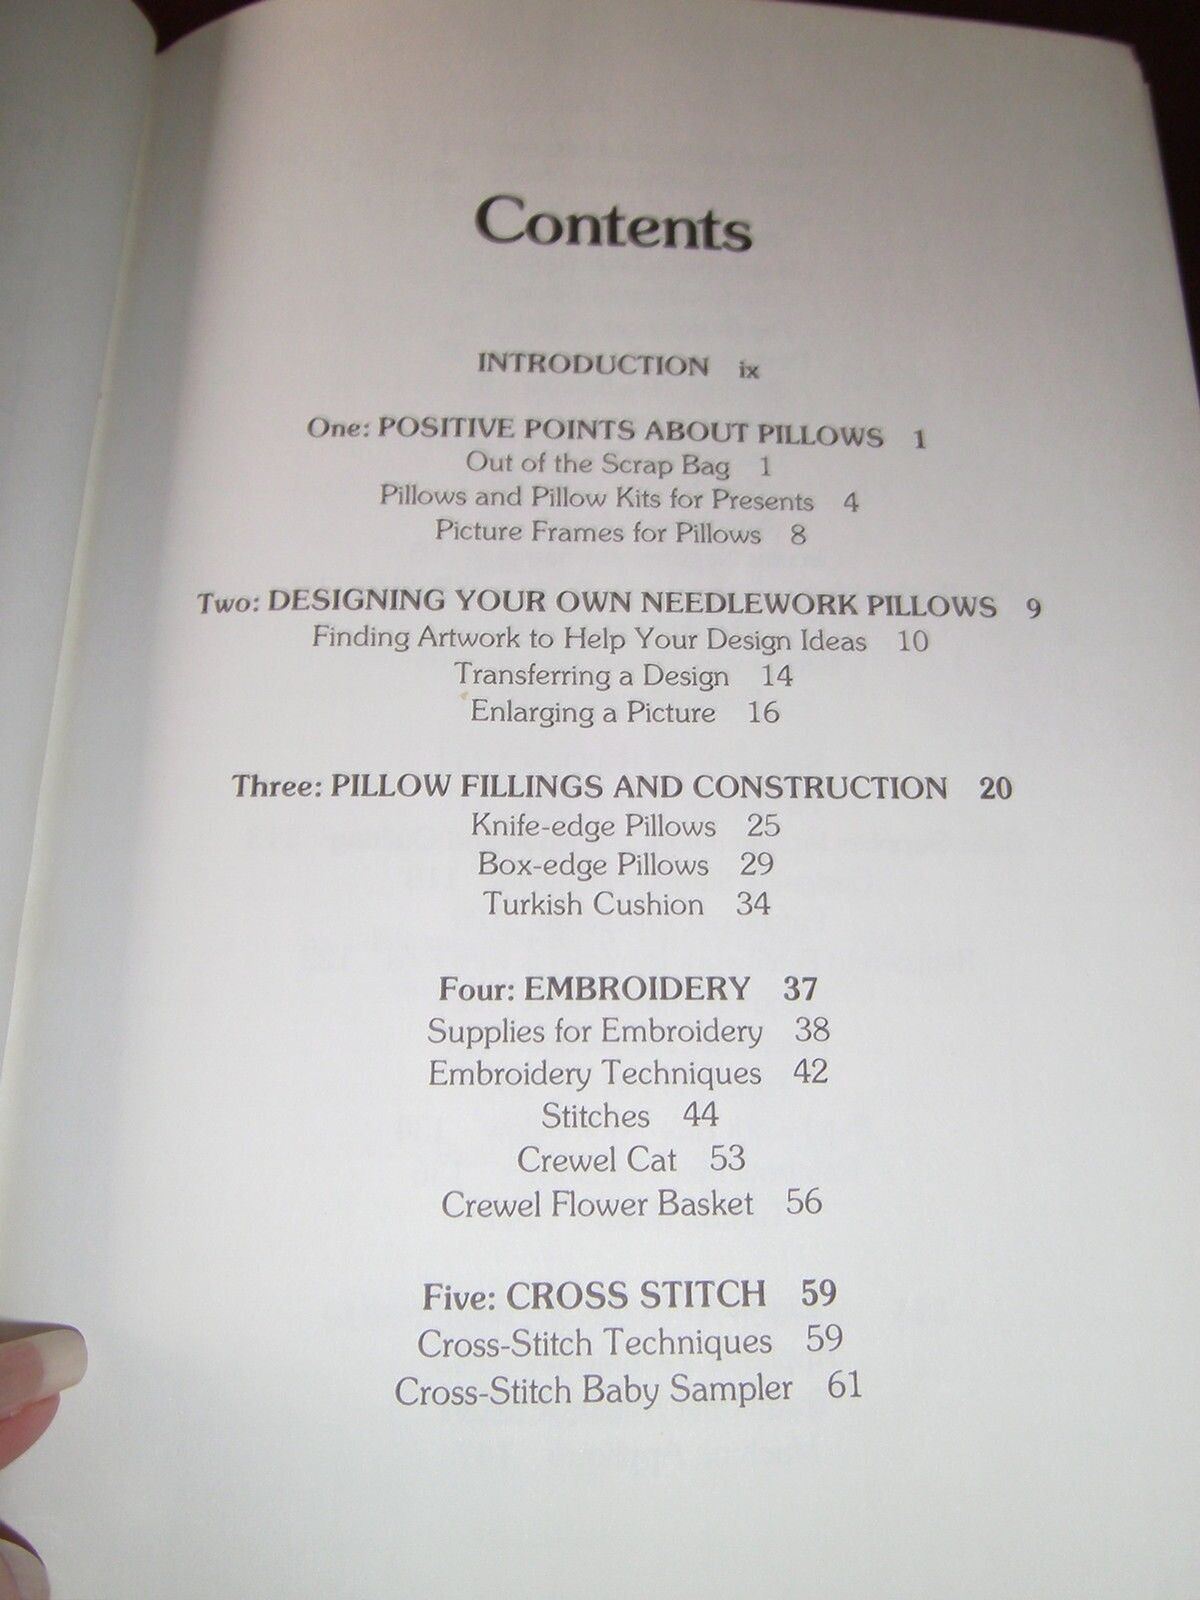 Contents
INTRODUCTION ix
One: POSITIVE POINTS ABOUT PILLOWS 1
Out of the Scrap Bag 1
Pillows and Pillow Kits for Presents 4
Picture Frames for Pillows 8
Two: DESIGNING YOUR OWN NEEDLEWORK PILLOWS 9
Finding Artwork to Help Your Design Ideas 10
Transferring a Design 14
Enlarging a Picture 16
Three: PILLOW FILLINGS AND CONSTRUCTION 20
Knife-edge Pillows 25
Box-edge Pillows 29
Turkish Cushion 34
Four: EMBROIDERY 37
Supplies for Embroidery 38
Embroidery Techniques 42
Stitches 44
Crewel Cat 53
Crewel Flower Basket 56
Five: CROSS STITCH 59
Cross-Stitch Techniques 59
Cross-Stitch Baby Sampler 61